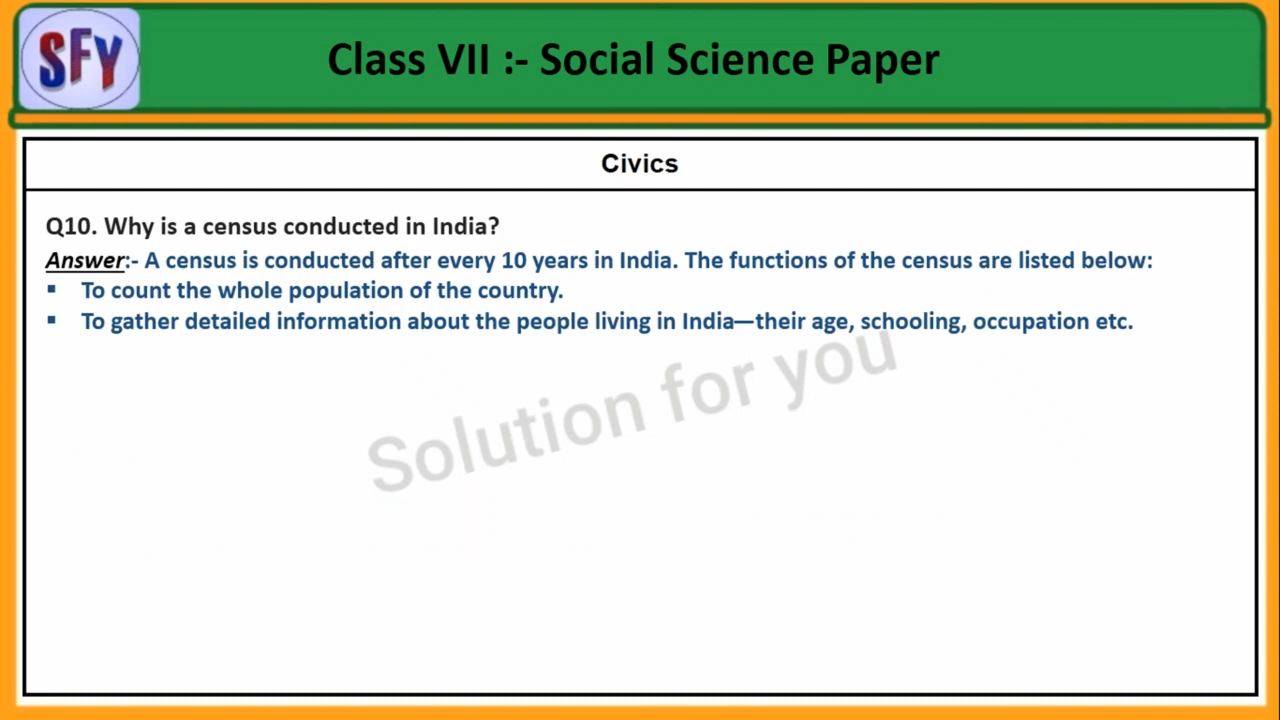 SFY
Class VII :- Social Science Paper
Civics
Q10. Why is a census conducted in India?
Answer:- A census is conducted after every 10 years in India. The functions of the census are listed below:
▪ To count the whole population of the country.
▪ To gather detailed information about the people living in India—their age, schooling, occupation etc.
Solution for you